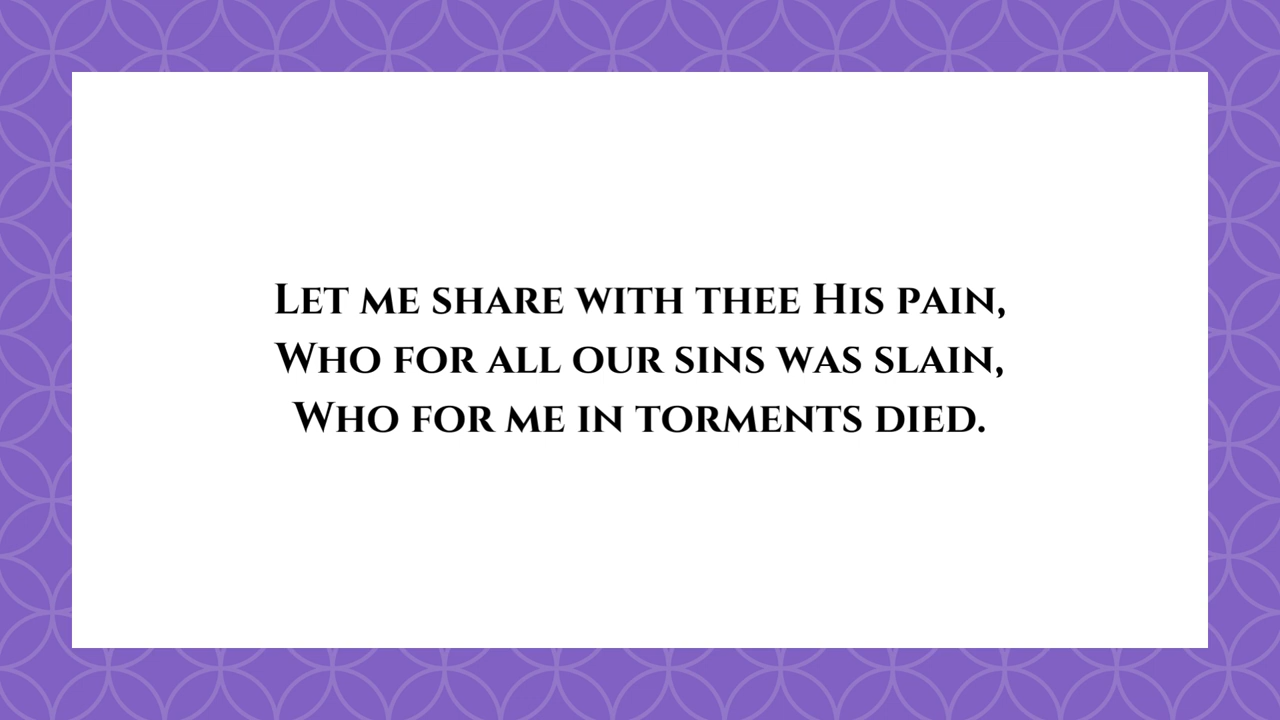 Let me share with thee His pain,
Who for all our sins was slain,
Who for me in torments died.